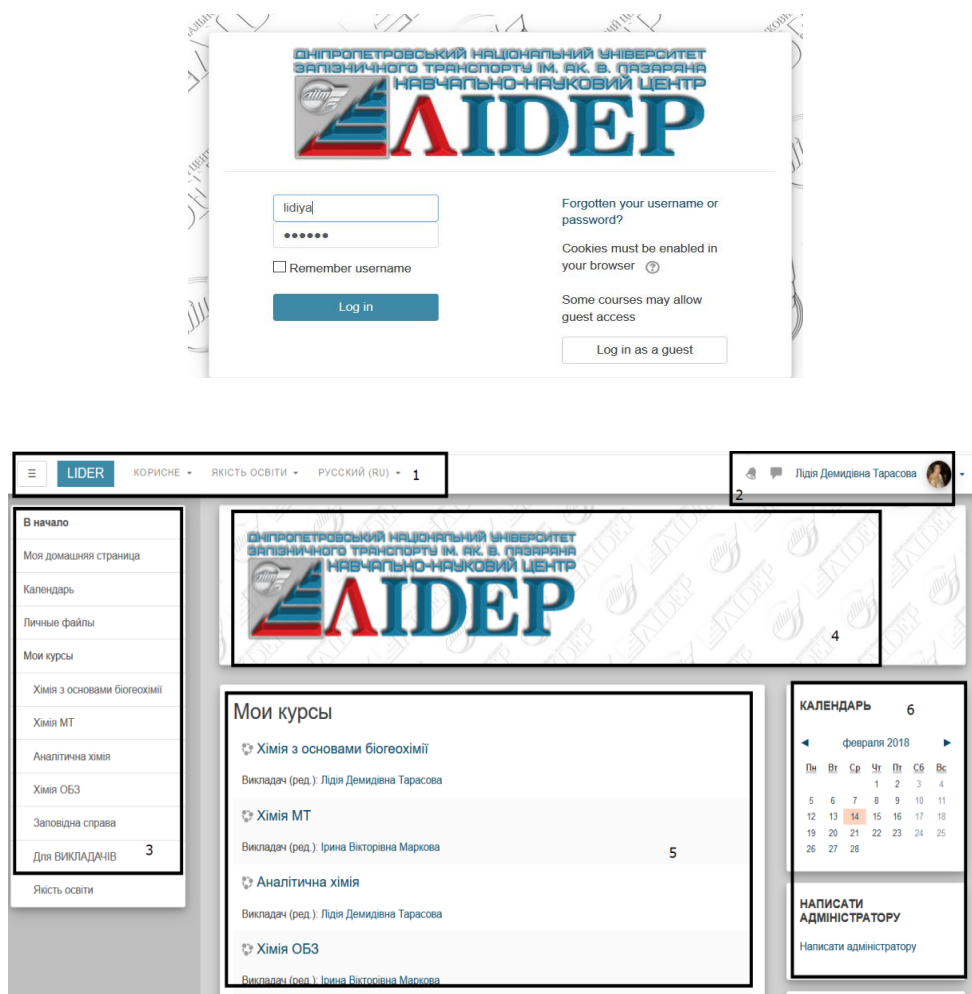 ДНІПРОПЕТРОВСЬКИЙ НАЦІОНАЛЬНИЙ УНІВЕРСИТЕТ
ЗАЛІЗНИЧНОГО ТРАНСПОРТУ ІМ. АК. В. ЛАЗАРЯНА
НАВЧАЛЬНО-НАУКОВИЙ ЦЕНТР
ЛІДЕР
lidiya
Remember username
Log in
Forgotten your username or
password?
Cookies must be enabled in
your browser
Some courses may allow
guest access
Log in as a guest
LIDER КОРИСНЕ ЯКІСТЬ ОСВІТИ РУССКИЙ (RU) 1
Лідія Демидівна Тарасова
2
В начало
Моя домашняя страница
Календарь
Личные файлы
Мои курсы
Хімія з основами біогеохімії
Хімія МТ
Аналітична хімія
Хімія ОБЗ
Заповідна справа
Для ВИКЛАДАЧІВ 3
Якість освіти
ДНІПРОПЕТРОВСЬКИЙ НАЦІОНАЛЬНИЙ УНІВЕРСИТЕТ
ЗАЛІЗНИЧНОГО ТРАНСПОРТУ ІМ. АК. В. ЛАЗАРЯНА
НАВЧАЛЬНО-НАУКОВИЙ ЦЕНТР
ЛІДЕР
4
Мои курсы
Хімія з основами біогеохімії
Викладач (ред.): Лідія Демидівна Тарасова
Хімія МТ
Викладач (ред.): Ирина Вікторівна Маркова
5
Аналітична хімія
Викладач (ред.): Лідія Демидівна Тарасова
Хімія ОБЗ
Викладач (ред.): Ирина Вікторівна Маркова
КАЛЕНДАРЬ 6
◄ февраля 2018 ►
Пн Вт Ср Чт Пт Сб Вс
1 2 3 4
5 6 7 8 9 10 11
12 13 14 15 16 17 18
19 20 21 22 23 24 25
26 27 28
НАПИСАТИ
АДМІНІСТРАТОРУ
Написати адміністратору